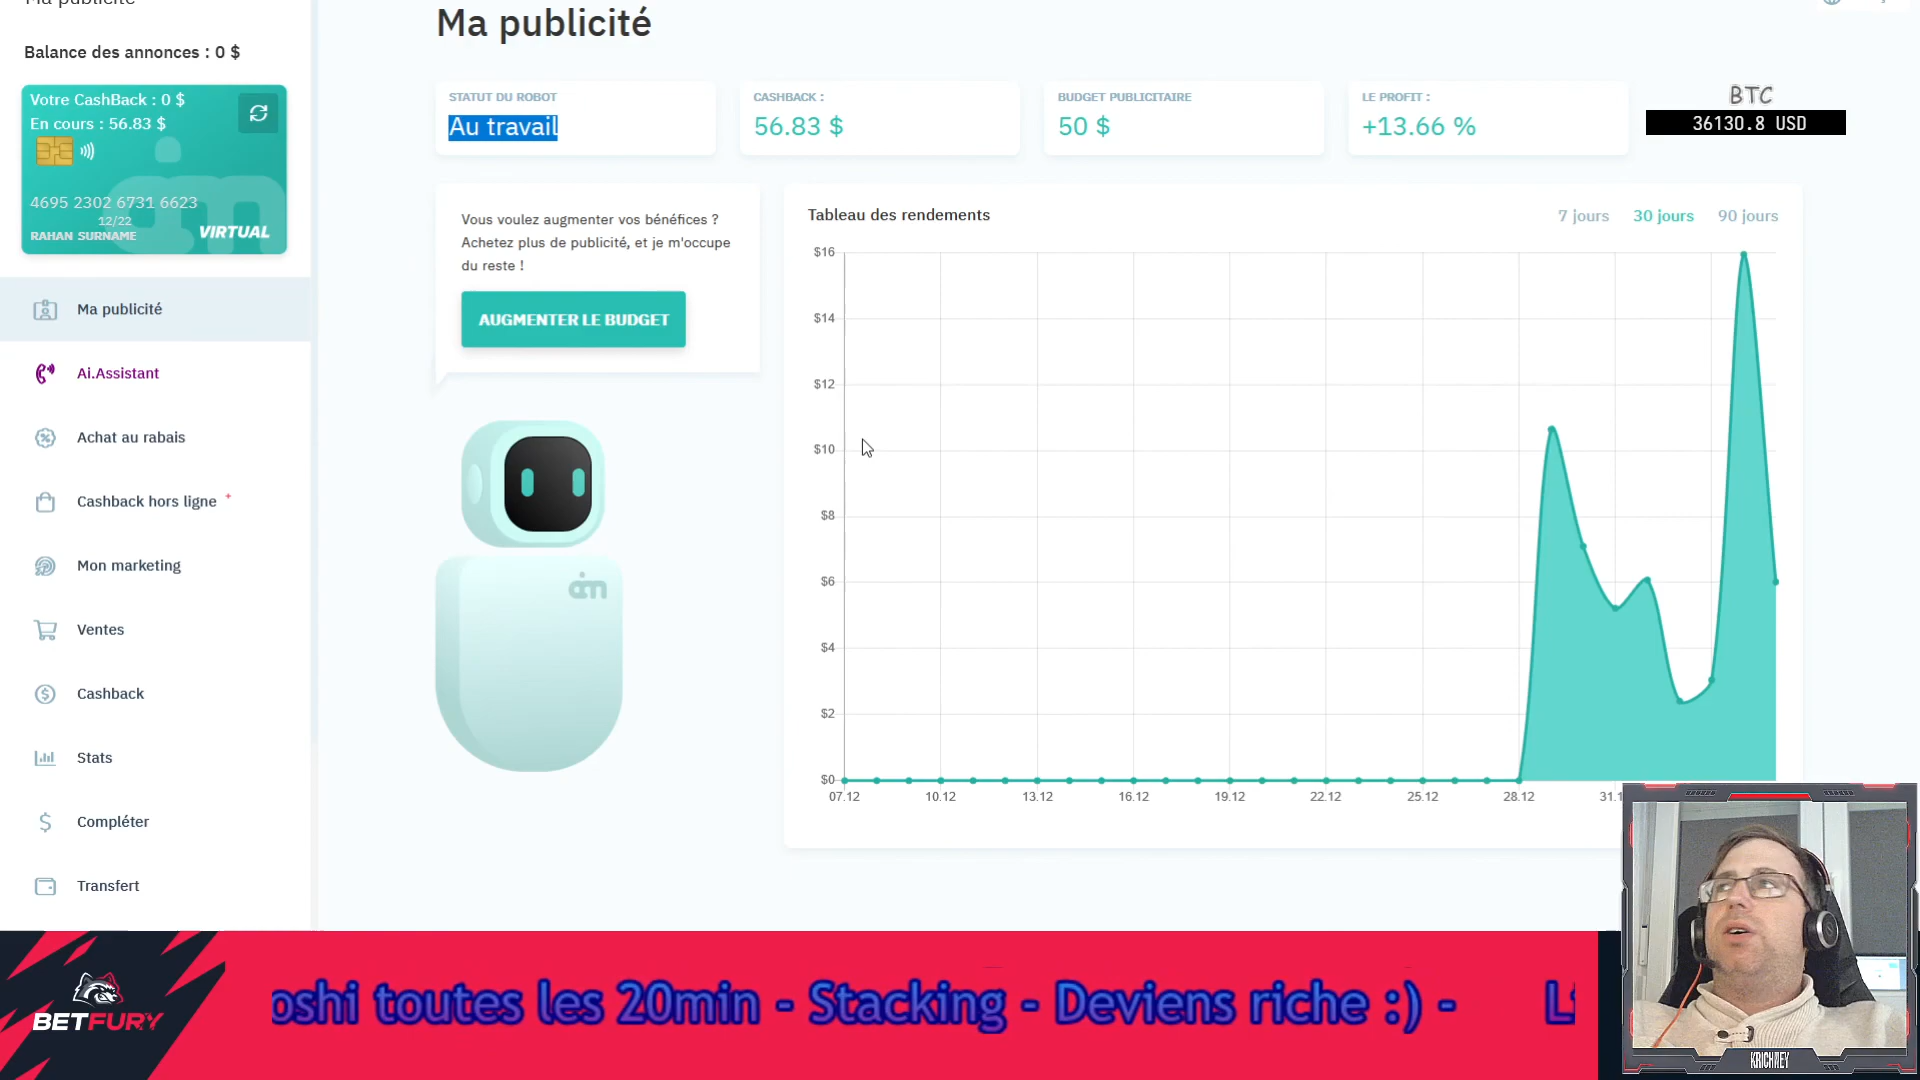 Ma publicité
Balance des annonces : 0 $
Votre CashBack : 0 $
En cours : 56.83 $
4695 2302 6731 6623
12/22
RAHAN SURNAME
VIRTUAL
Ma publicité
Ai.Assistant
Achat au rabais
Cashback hors ligne *
Mon marketing
Ventes
Cashback
Stats
Compléter
Transfert
Ma publicité
STATUT DU ROBOT
Au travail
CASHBACK :
56.83 $
BUDGET PUBLICITAIRE
50 $
LE PROFIT :
+13.66 %
BTC
36130.8 USD
Vous voulez augmenter vos bénéfices ?
Achetez plus de publicité, et je m'occupe
du reste !
AUGMENTER LE BUDGET
Tableau des rendements
7 jours 30 jours 90 jours
$16
$14
$12
$10
$8
$6
$4
$2
$0
07.12 10.12 13.12 16.12 19.12 22.12 25.12 28.12 31.1
BETFURY
oshi toutes les 20min - Stacking - Deviens riche :) -
KRICHREY